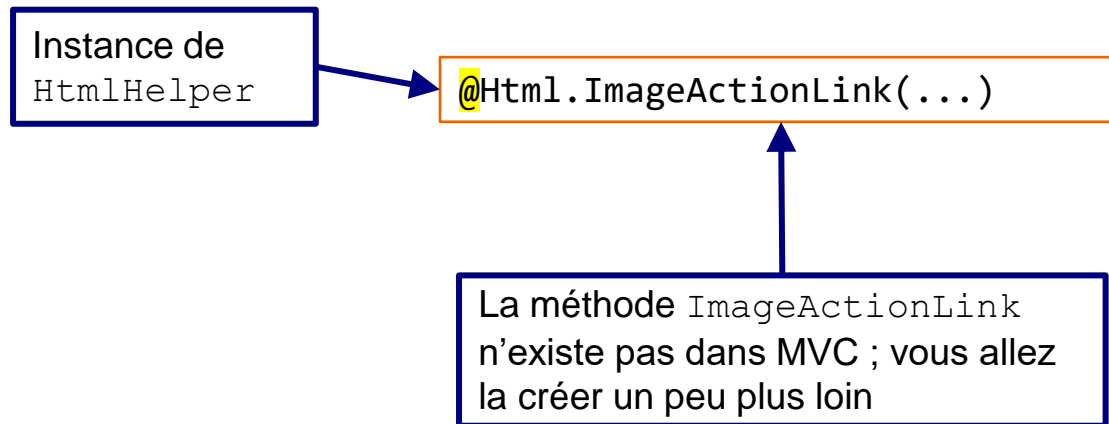 Instance de
HtmlHelper
@Html.ImageActionLink(...)
La méthode ImageActionLink
n’existe pas dans MVC ; vous allez
la créer un peu plus loin